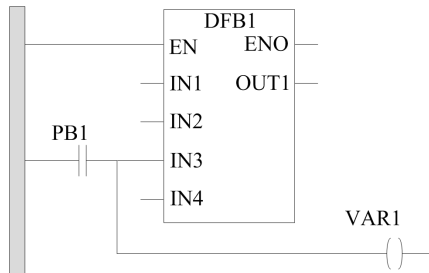 DFB1
EN ENO
IN1 OUT1
IN2
PB1
IN3
IN4
VAR1